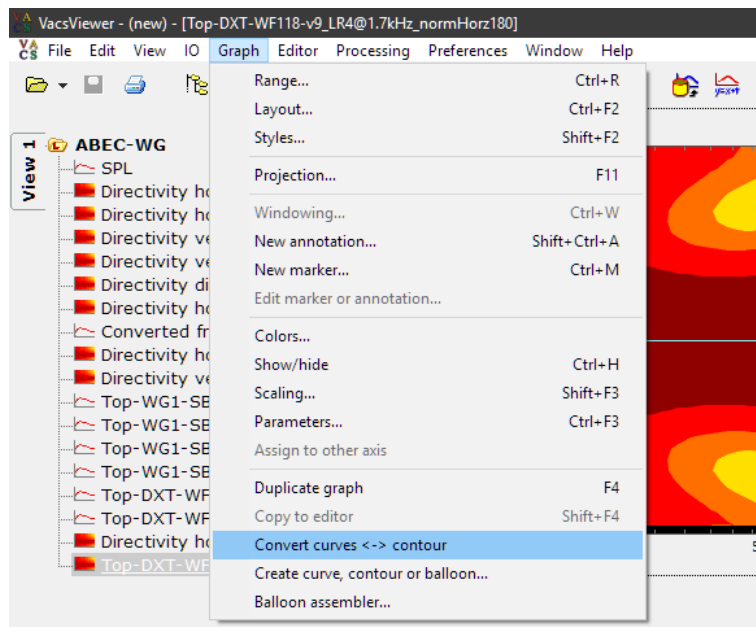 VacsViewer - (new) - [Top-DXT-WF118-v9_LR4@1.7kHz_normHorz180]
File Edit View IO Graph Editor Processing Preferences Window Help
y=x+1
View 1
ABEC-WG
SPL
Directivity ho
Directivity ho
Directivity ve
Directivity ve
Directivity di
Directivity ho
Converted fr
Directivity ho
Directivity ve
Top-WG1-SB
Top-WG1-SB
Top-WG1-SB
Top-WG1-SB
Top-DXT-WF
Top-DXT-WF
Directivity ho
Top-DXT-WF
Range... Ctrl+R
Layout... Ctrl+F2
Styles... Shift+F2
Projection... F11
Windowing... Ctrl+W
New annotation... Shift+Ctrl+A
New marker... Ctrl+M
Edit marker or annotation...
Colors...
Show/hide Ctrl+H
Scaling... Shift+F3
Parameters... Ctrl+F3
Assign to other axis
Duplicate graph F4
Copy to editor Shift+F4
Convert curves <-> contour
Create curve, contour or balloon...
Balloon assembler...